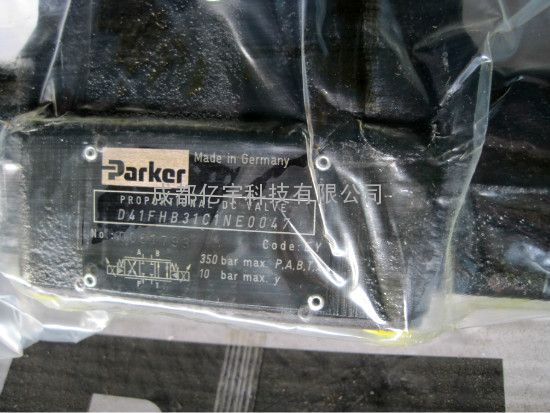 Parker
Made in Germany
PROPORTIONAL DC VALVE
D41FHB31C1NE0047
成都亿宇科技有限公司
No:
Code:
A B
350 bar max. P,A,B,T
P T
10 bar max. y